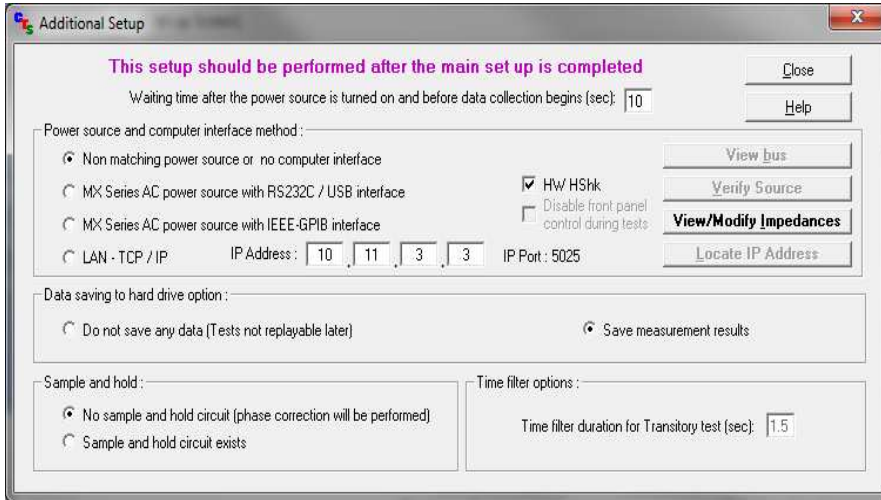 CTS Additional Setup
This setup should be performed after the main set up is completed
Close
Waiting time after the power source is turned on and before data collection begins (sec): 10
Help
Power source and computer interface method :
Non matching power source or no computer interface
View bus
MX Series AC power source with RS232C / USB interface
HW HShk
Verify Source
Disable front panel
control during tests
MX Series AC power source with IEEE-GPIB interface
View/Modify Impedances
LAN - TCP / IP IP Address : 10 . 11 . 3 . 3 IP Port : 5025
Locate IP Address
Data saving to hard drive option :
Do not save any data (Tests not replayable later)
Save measurement results
Sample and hold :
No sample and hold circuit (phase correction will be performed)
Sample and hold circuit exists
Time filter options :
Time filter duration for Transitory test (sec): 1.5